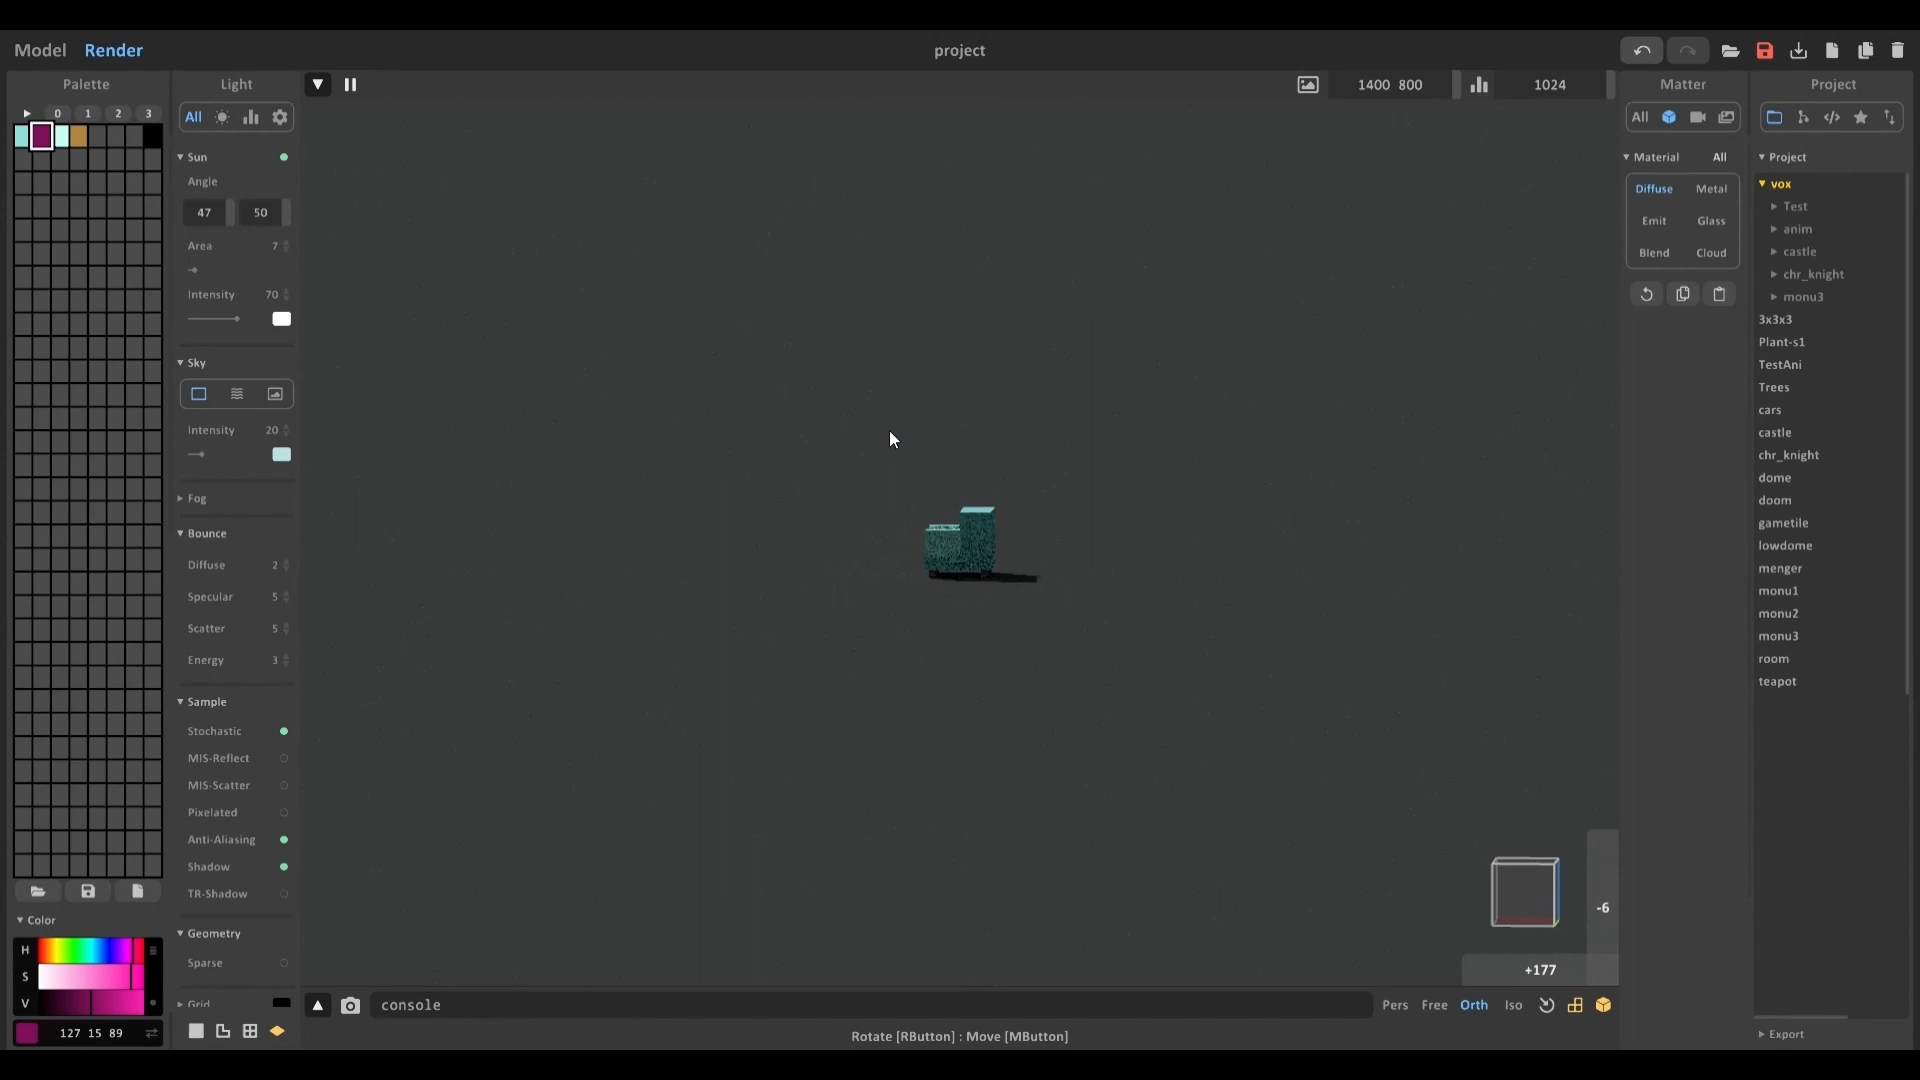 Model Render
project
Palette
Light
1400 800
1024
Matter
Project
0 1 2 3
All
All
Sun
Angle
47 50
Area 7
Intensity 70
Sky
Intensity 20
Fog
Bounce
Diffuse 2
Specular 5
Scatter 5
Energy 3
Sample
Stochastic
MIS-Reflect
MIS-Scatter
Pixelated
Anti-Aliasing
Shadow
TR-Shadow
Geometry
Sparse
Grid
Material All
Diffuse Metal
Emit Glass
Blend Cloud
Project
vox
Test
anim
castle
chr_knight
monu3
3x3x3
Plant-s1
TestAni
Trees
cars
castle
chr_knight
dome
doom
gametile
lowdome
menger
monu1
monu2
monu3
room
teapot
Export
-6
+177
Color
H
S
V
127 15 89
console
Pers Free Orth Iso
Rotate [RButton] : Move [MButton]